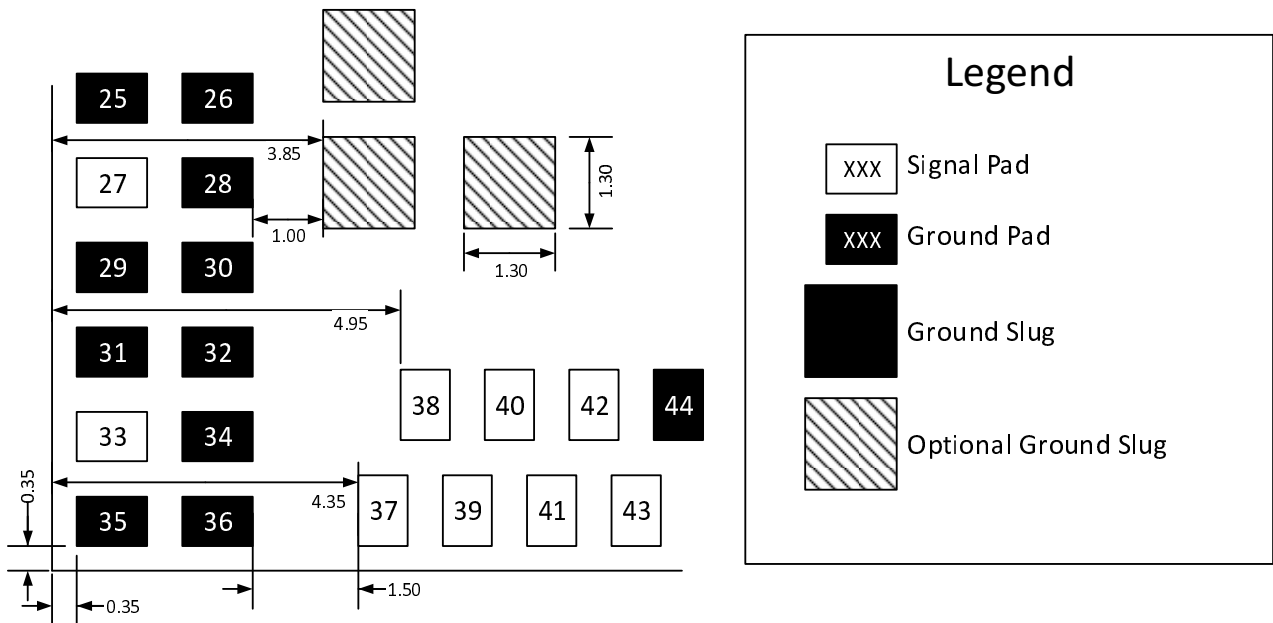 25 26
3.85
27 28
1.30
1.00
29 30
1.30
4.95
31 32
38 40 42 44
33 34
0.35
4.35
37 39 41 43
35 36
1.50
0.35
Legend
XXX Signal Pad
XXX Ground Pad
Ground Slug
Optional Ground Slug